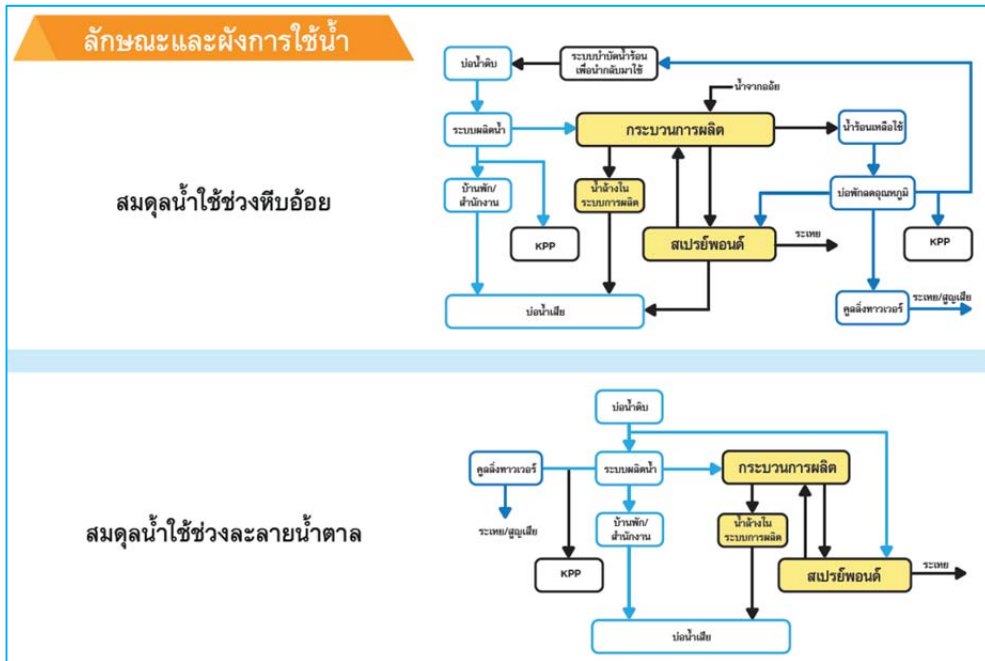 ลักษณะและผังการใช้น้ำ
บ่อน้ำดิบ
ระบบบำบัดน้ำร้อน
เพื่อนำกลับมาใช้
น้ำจากอ้อย
ระบบผลิตน้ำ
กระบวนการผลิต
น้ำร้อนเหลือใช้
สมดุลน้ำใช้ช่วงหีบอ้อย
บ้านพัก/
สำนักงาน
น้ำล้างใน
ระบบการผลิต
บ่อพักลดอุณหภูมิ
KPP
สเปรย์พอนด์
ระเหย
KPP
บ่อน้ำเสีย
คูลลิ่งทาวเวอร์
ระเหย/สูญเสีย
บ่อน้ำดิบ
คูลลิ่งทาวเวอร์
ระบบผลิตน้ำ
กระบวนการผลิต
สมดุลน้ำใช้ช่วงละลายน้ำตาล
ระเหย/สูญเสีย
บ้านพัก/
สำนักงาน
น้ำล้างใน
ระบบการผลิต
KPP
สเปรย์พอนด์
ระเหย
บ่อน้ำเสีย